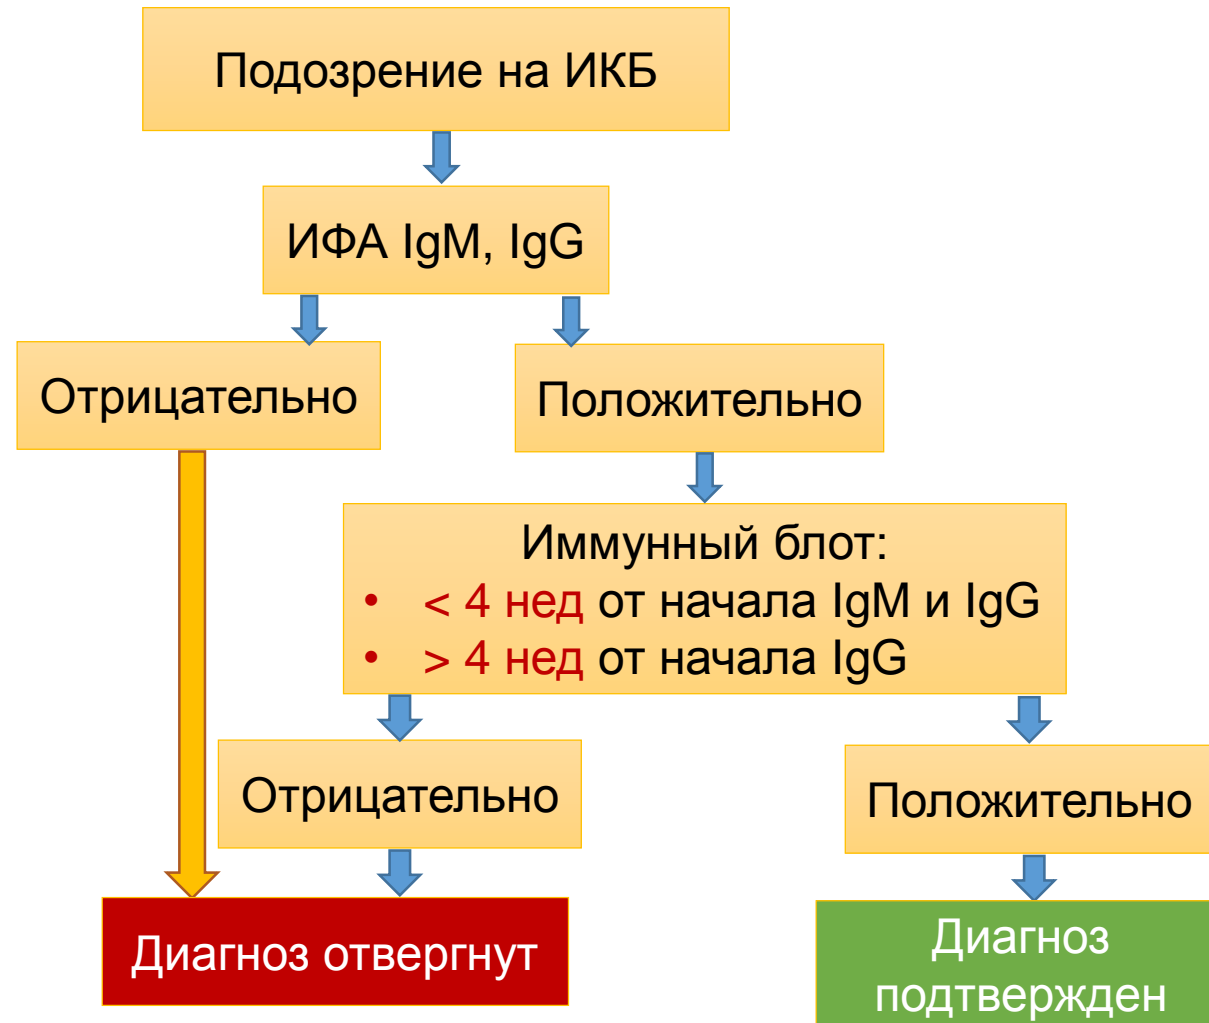 Подозрение на ИКБ
ИФА IgM, IgG
Отрицательно
Положительно
Иммунный блот:
• < 4 нед от начала IgM и IgG
• > 4 нед от начала IgG
Отрицательно
Положительно
Диагноз отвергнут
Диагноз
подтвержден